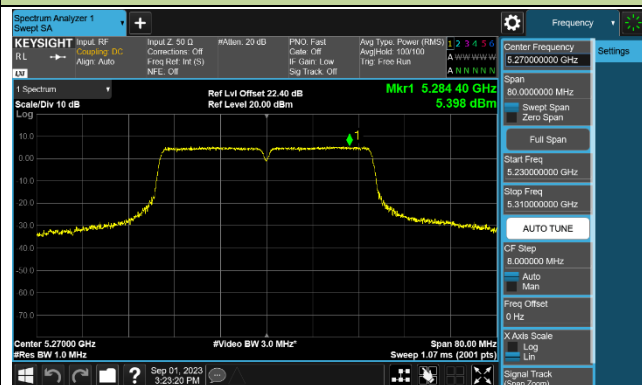 Spectrum Analyzer 1
Swept SA
Frequency
KEYSIGHT
Input: RF
Coupling: DC
Align: Auto
Input Z: 50 Ω
Corrections: Off
Freq Ref: Int (S)
NFE: Off
#Atten: 20 dB
PNO: Fast
Gate: Off
IF Gain: Low
Sig Track: Off
Avg Type: Power (RMS)
Avg|Hold: 100/100
Trig: Free Run
1 2 3 4 5 6
A W W W W W
A N N N N N
RL
LXI
1 Spectrum
Scale/Div 10 dB
Log
Ref Lvl Offset 22.40 dB
Ref Level 20.00 dBm
Mkr1 5.284 40 GHz
5.398 dBm
1
10.0
0.00
-10.0
-20.0
-30.0
-40.0
-50.0
-60.0
-70.0
Center 5.27000 GHz
#Res BW 1.0 MHz
#Video BW 3.0 MHz*
Span 80.00 MHz
Sweep 1.07 ms (2001 pts)
Center Frequency
5.270000000 GHz
Settings
Span
80.0000000 MHz
Swept Span
Zero Span
Full Span
Start Freq
5.230000000 GHz
Stop Freq
5.310000000 GHz
AUTO TUNE
CF Step
8.000000 MHz
Auto
Man
Freq Offset
0 Hz
X Axis Scale
Log
Lin
Signal Track
(Span Zoom)
Sep 01, 2023
3:23:20 PM